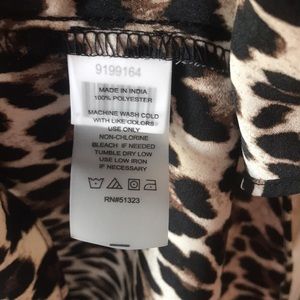 9199164
MADE IN INDIA
100% POLYESTER
MACHINE WASH COLD
WITH LIKE COLORS
USE ONLY
NON-CHLORINE
BLEACH IF NEEDED
TUMBLE DRY LOW
USE LOW IRON
IF NECESSARY
RN#51323